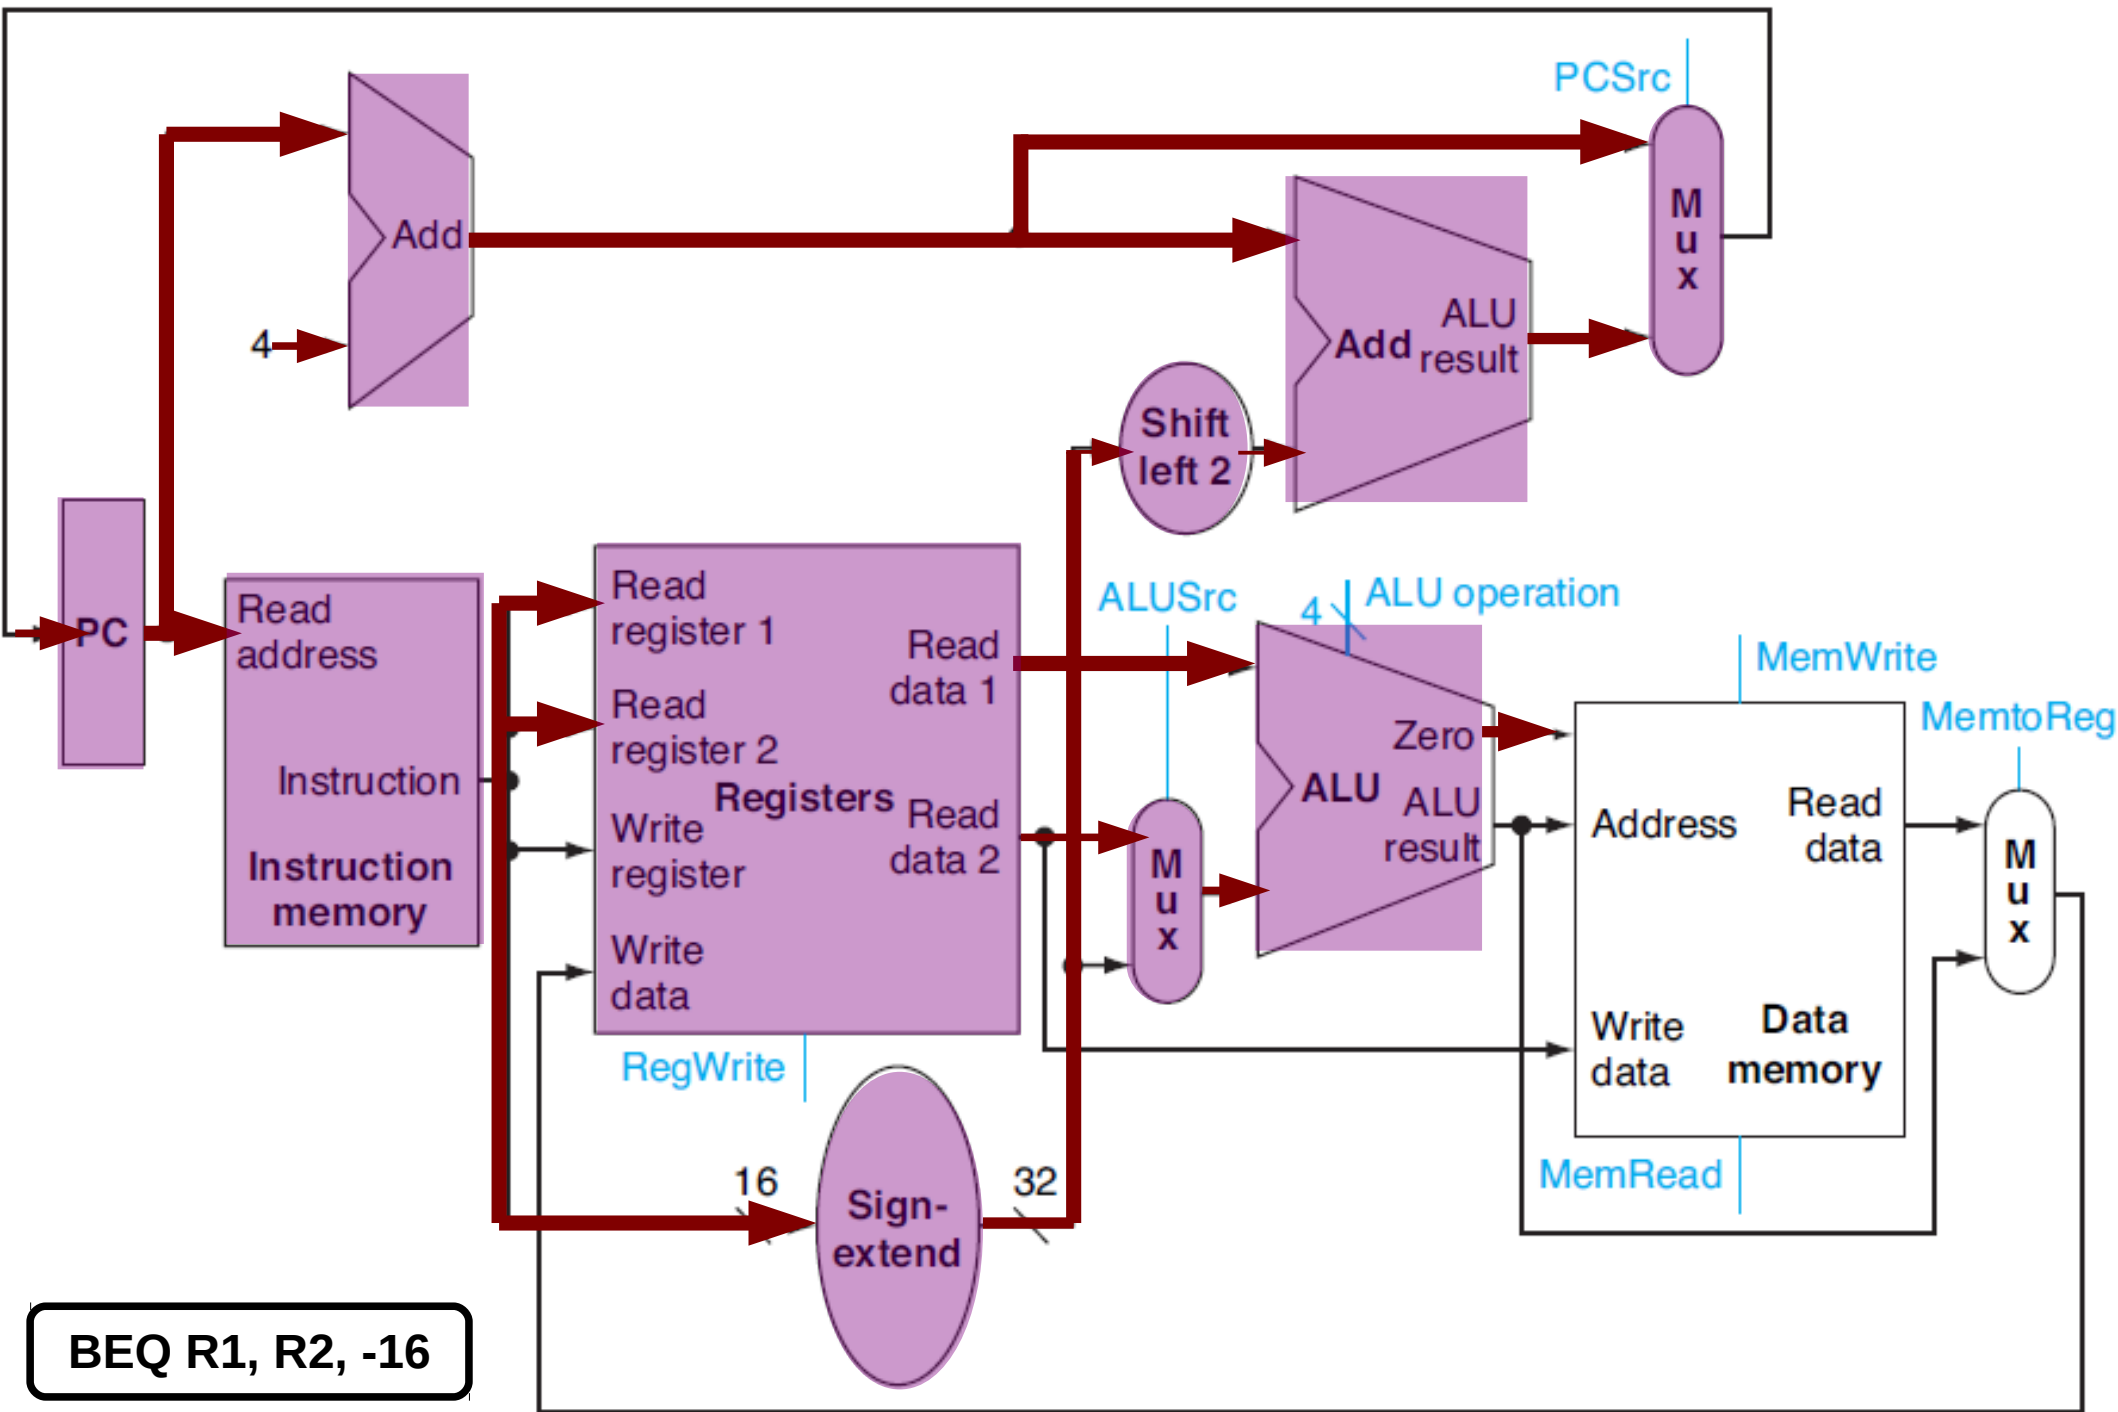 PCSrc
M
u
x
Add
4
Add
ALU
result
Shift
left 2
PC
Read
address
Instruction
Instruction
memory
Read
register 1
Read
register 2
Write
register
Write
data
Registers
Read
data 1
Read
data 2
RegWrite
ALUSrc
M
u
x
4
ALU operation
Zero
ALU
ALU
result
MemWrite
MemtoReg
Address
Read
data
Write
data
Data
memory
MemRead
M
u
x
16
Sign-
extend
32
BEQ R1, R2, -16